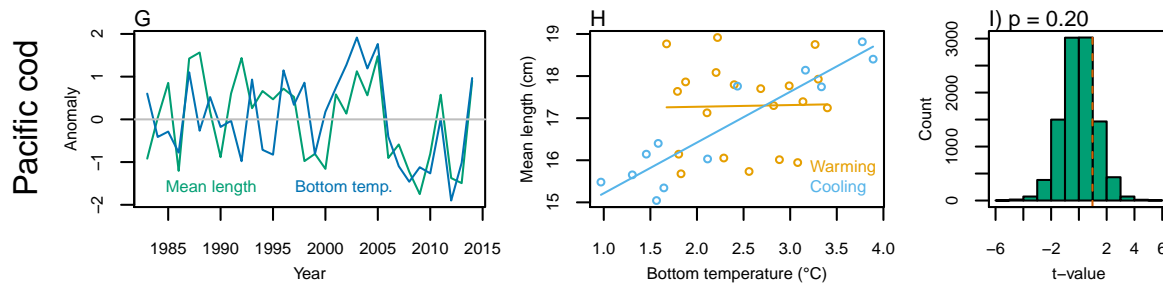 Pacific cod
G
Anomaly
2
1
0
−1
−2
Mean length
Bottom temp.
1985 1990 1995 2000 2005 2010 2015
Year
H
Mean length (cm)
19
18
17
16
15
Warming
Cooling
1.0 1.5 2.0 2.5 3.0 3.5 4.0
Bottom temperature (°C)
I) p = 0.20
Count
3000
1000
0
−6 −2 2 6
t−value